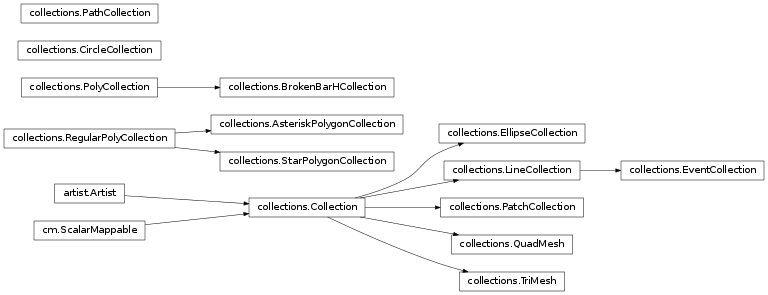 collections.PathCollection
collections.CircleCollection
collections.PolyCollection
collections.BrokenBarHCollection
collections.RegularPolyCollection
collections.AsteriskPolygonCollection
collections.StarPolygonCollection
artist.Artist
cm.ScalarMappable
collections.Collection
collections.EllipseCollection
collections.LineCollection
collections.EventCollection
collections.PatchCollection
collections.QuadMesh
collections.TriMesh